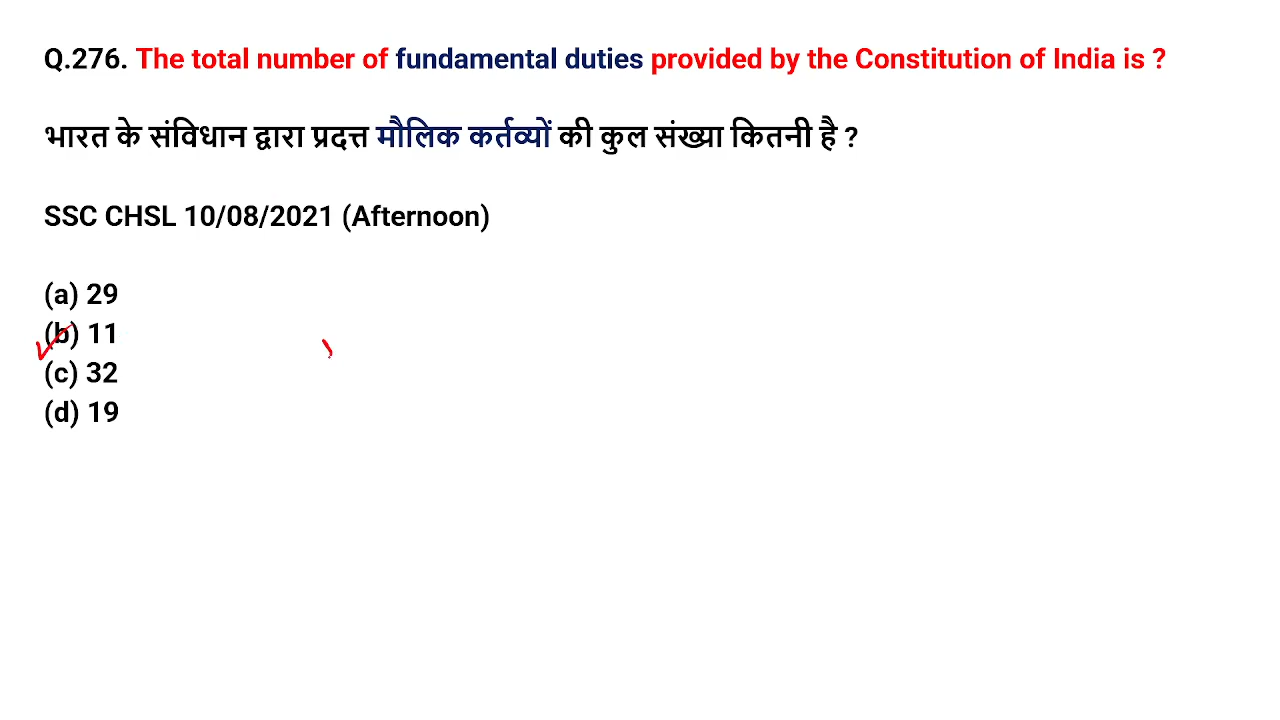 Q.276. The total number of fundamental duties provided by the Constitution of India is ?
भारत के संविधान द्वारा प्रदत्त मौलिक कर्तव्यों की कुल संख्या कितनी है ?
SSC CHSL 10/08/2021 (Afternoon)
(a) 29
(b) 11
(c) 32
(d) 19